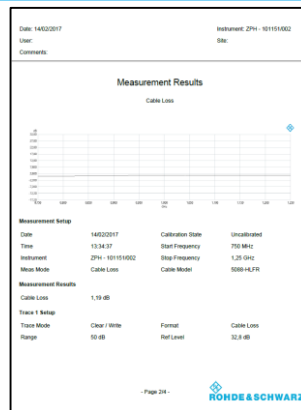 Date: 14/02/2017 Instrument: ZPH - 101151/002
User: Site:
Comments:
Measurement Results
Cable Loss
Measurement Setup
Date 14/02/2017 Calibration State Uncalibrated
Time 13:34:37 Start Frequency 750 MHz
Instrument ZPH - 101151/002 Stop Frequency 1,25 GHz
Meas Mode Cable Loss Cable Model 5088-HLFR
Measurement Results
Cable Loss 1,19 dB
Trace 1 Setup
Trace Mode Clear / Write Format Cable Loss
Range 50 dB Ref Level 32,8 dB
- Page 2/4 -
ROHDE&SCHWARZ